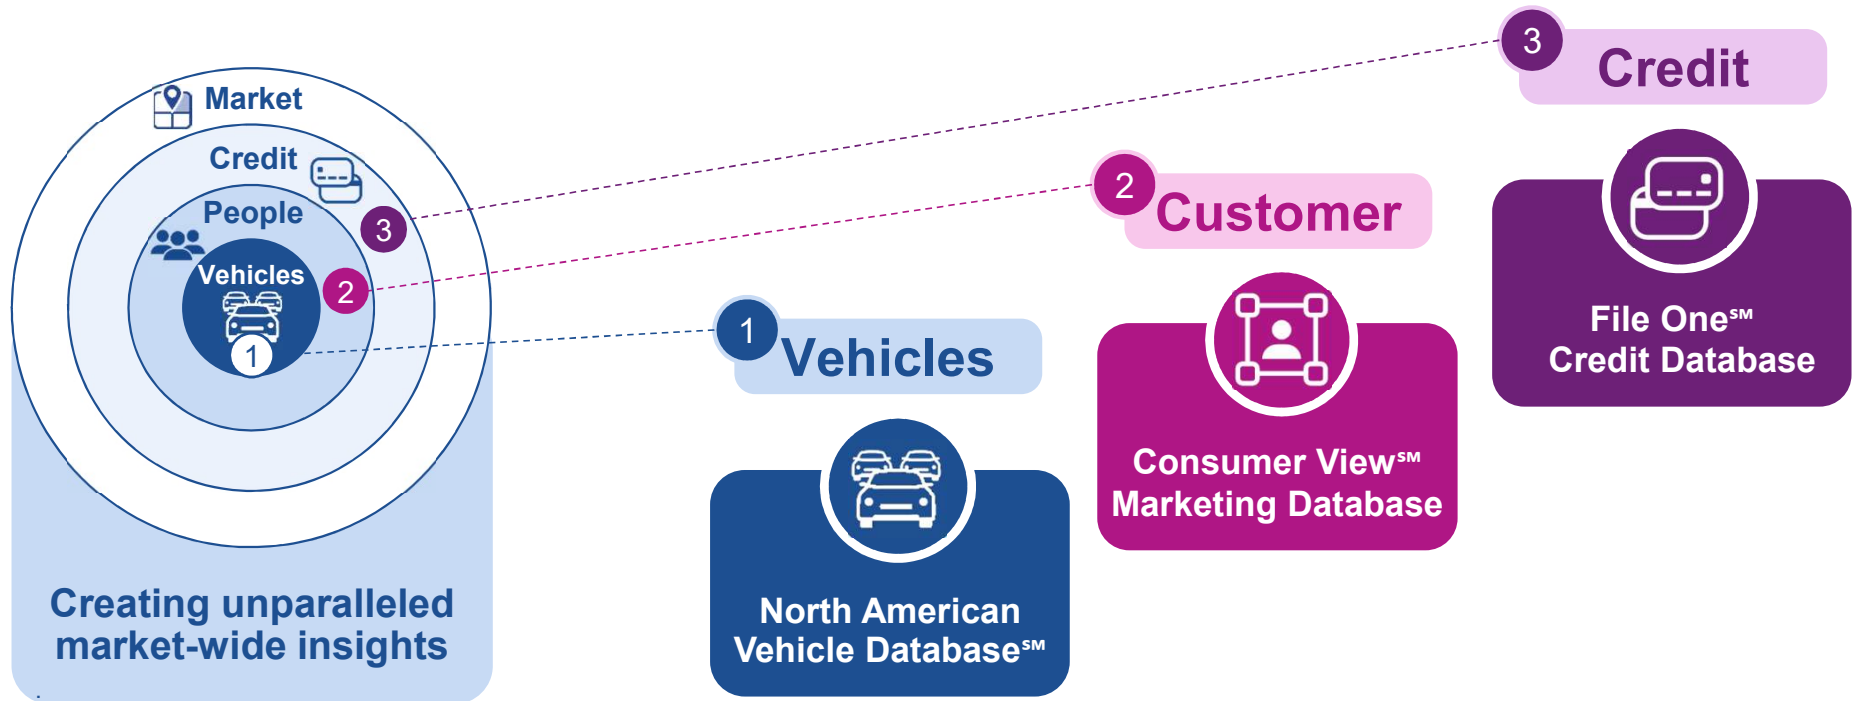 Market
Credit
People
3
Vehicles
2
1
Creating unparalleled
market-wide insights
1
Vehicles
North American
Vehicle Database℠
2
Customer
Consumer View℠
Marketing Database
3
Credit
File One℠
Credit Database